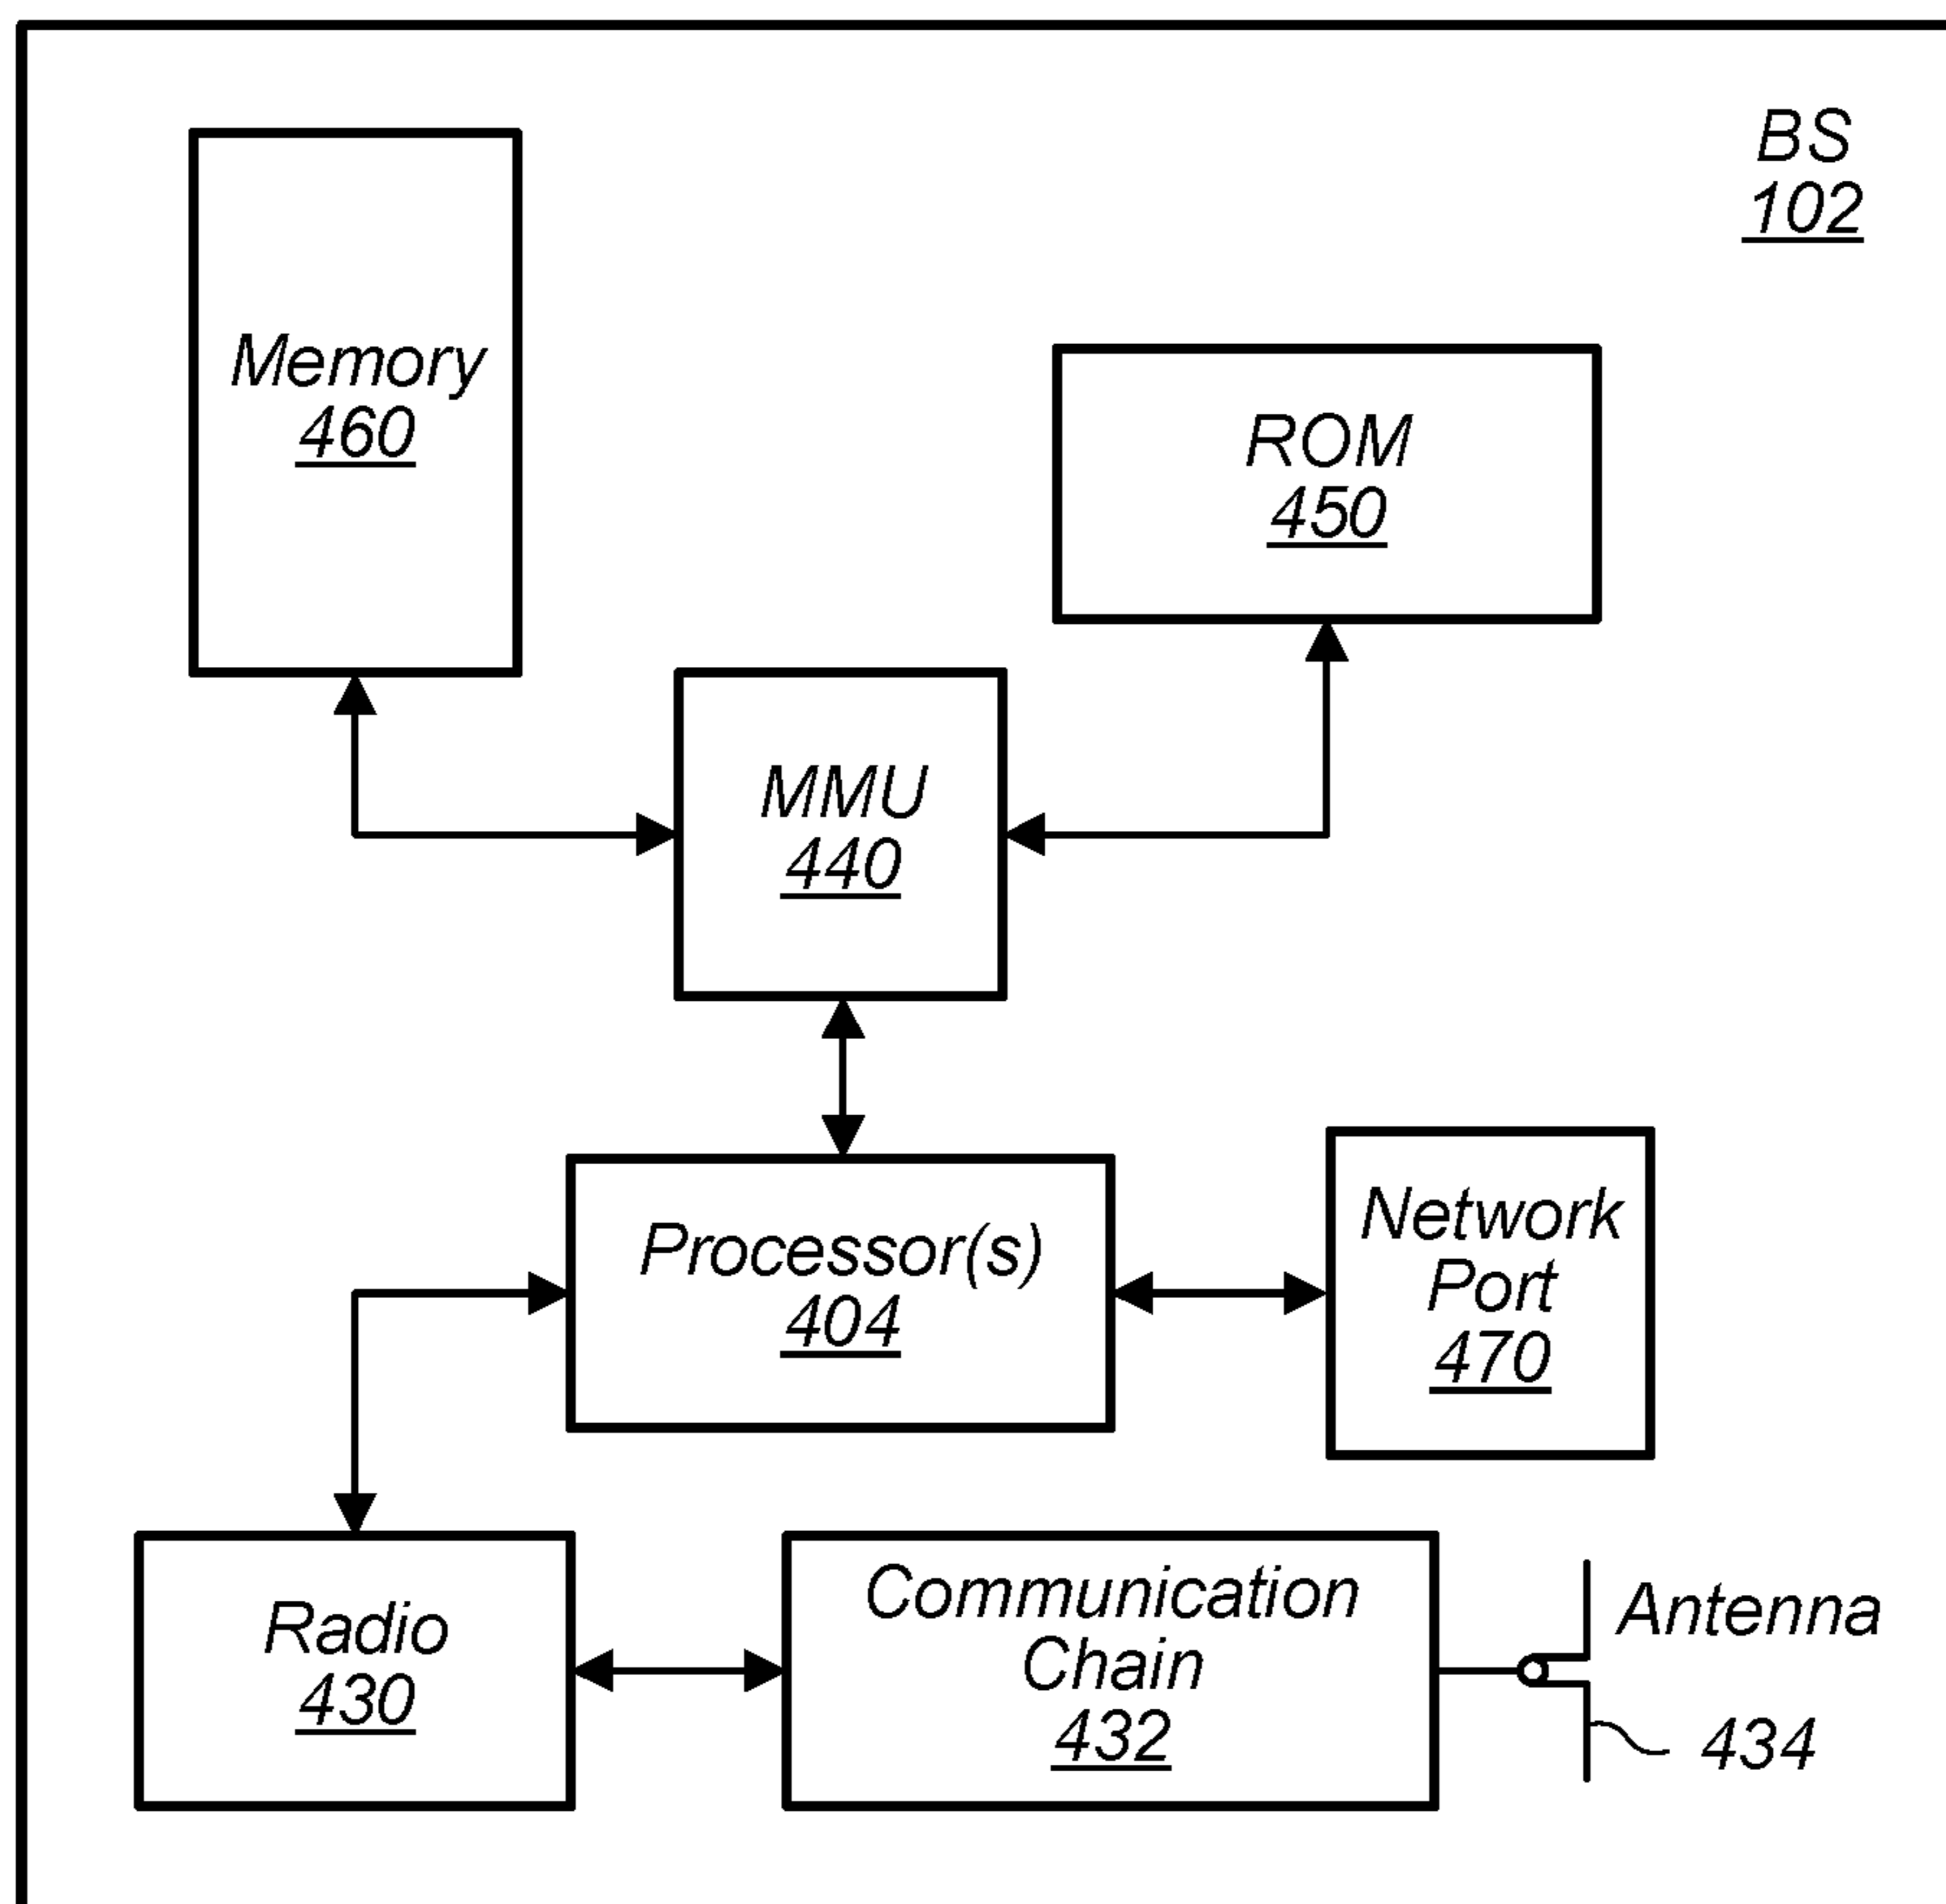 BS
102
Memory
460
ROM
450
MMU
440
Processor(s)
404
Network
Port
470
Radio
430
Communication
Chain
432
Antenna
434